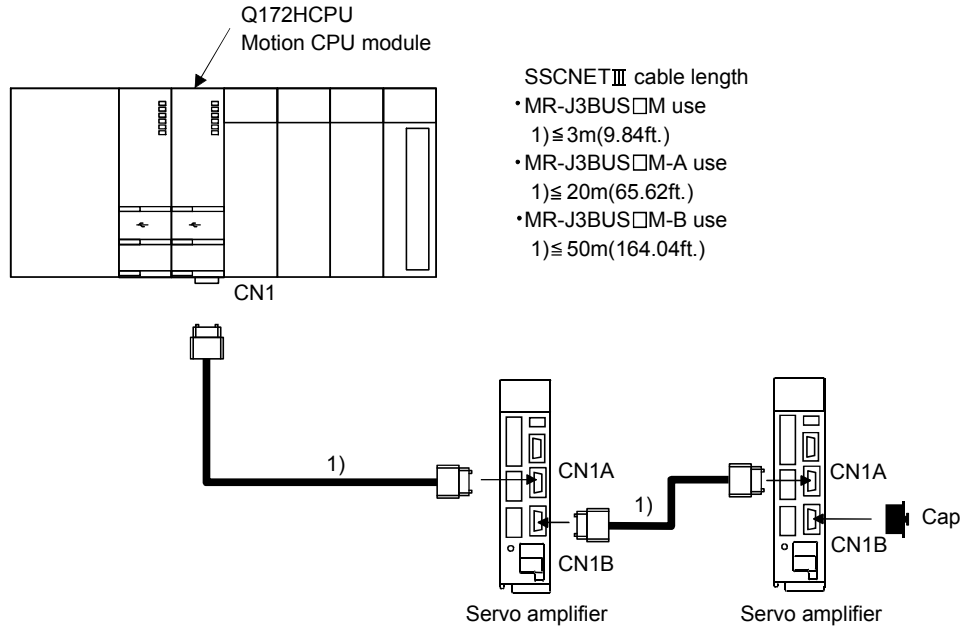 Q172HCPU
Motion CPU module
SSCNETⅢ cable length
・MR-J3BUS□M use
1)≦3m(9.84ft.)
・MR-J3BUS□M-A use
1)≦20m(65.62ft.)
・MR-J3BUS□M-B use
1)≦50m(164.04ft.)
CN1
1)
CN1A
CN1B
Servo amplifier
1)
CN1A
CN1B
Cap
Servo amplifier